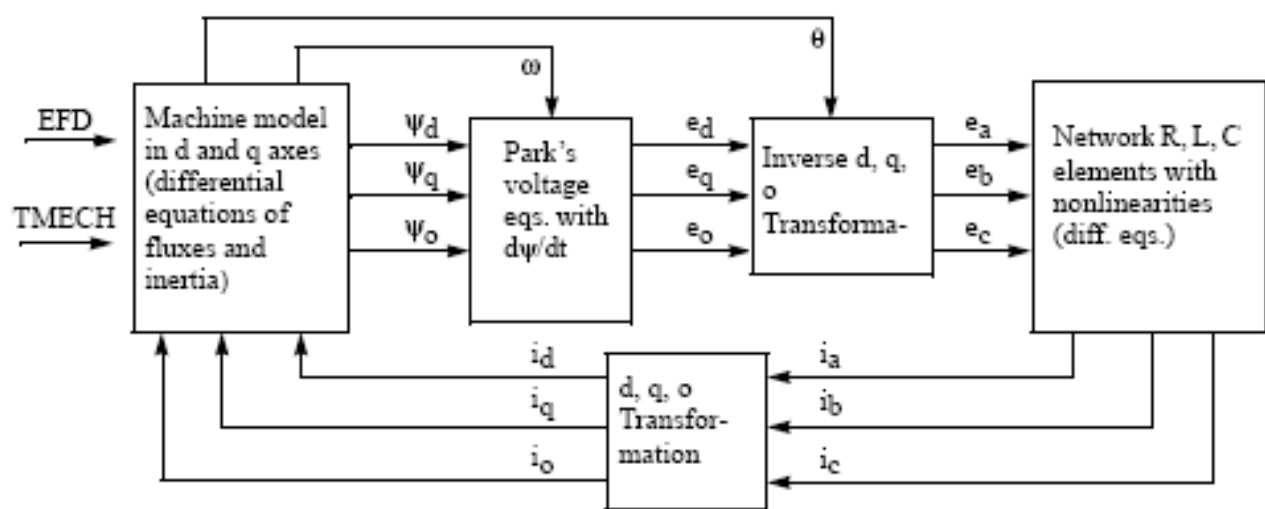 θ
ω
EFD
TMECH
Machine model
in d and q axes
(differential
equations of
fluxes and
inertia)
ψd
ψq
ψo
Park's
voltage
eqs. with
dψ/dt
ed
eq
eo
Inverse d, q,
o
Transforma-
ea
eb
ec
Network R, L, C
elements with
nonlinearities
(diff. eqs.)
id
iq
io
d, q, o
Transfor-
mation
ia
ib
ic